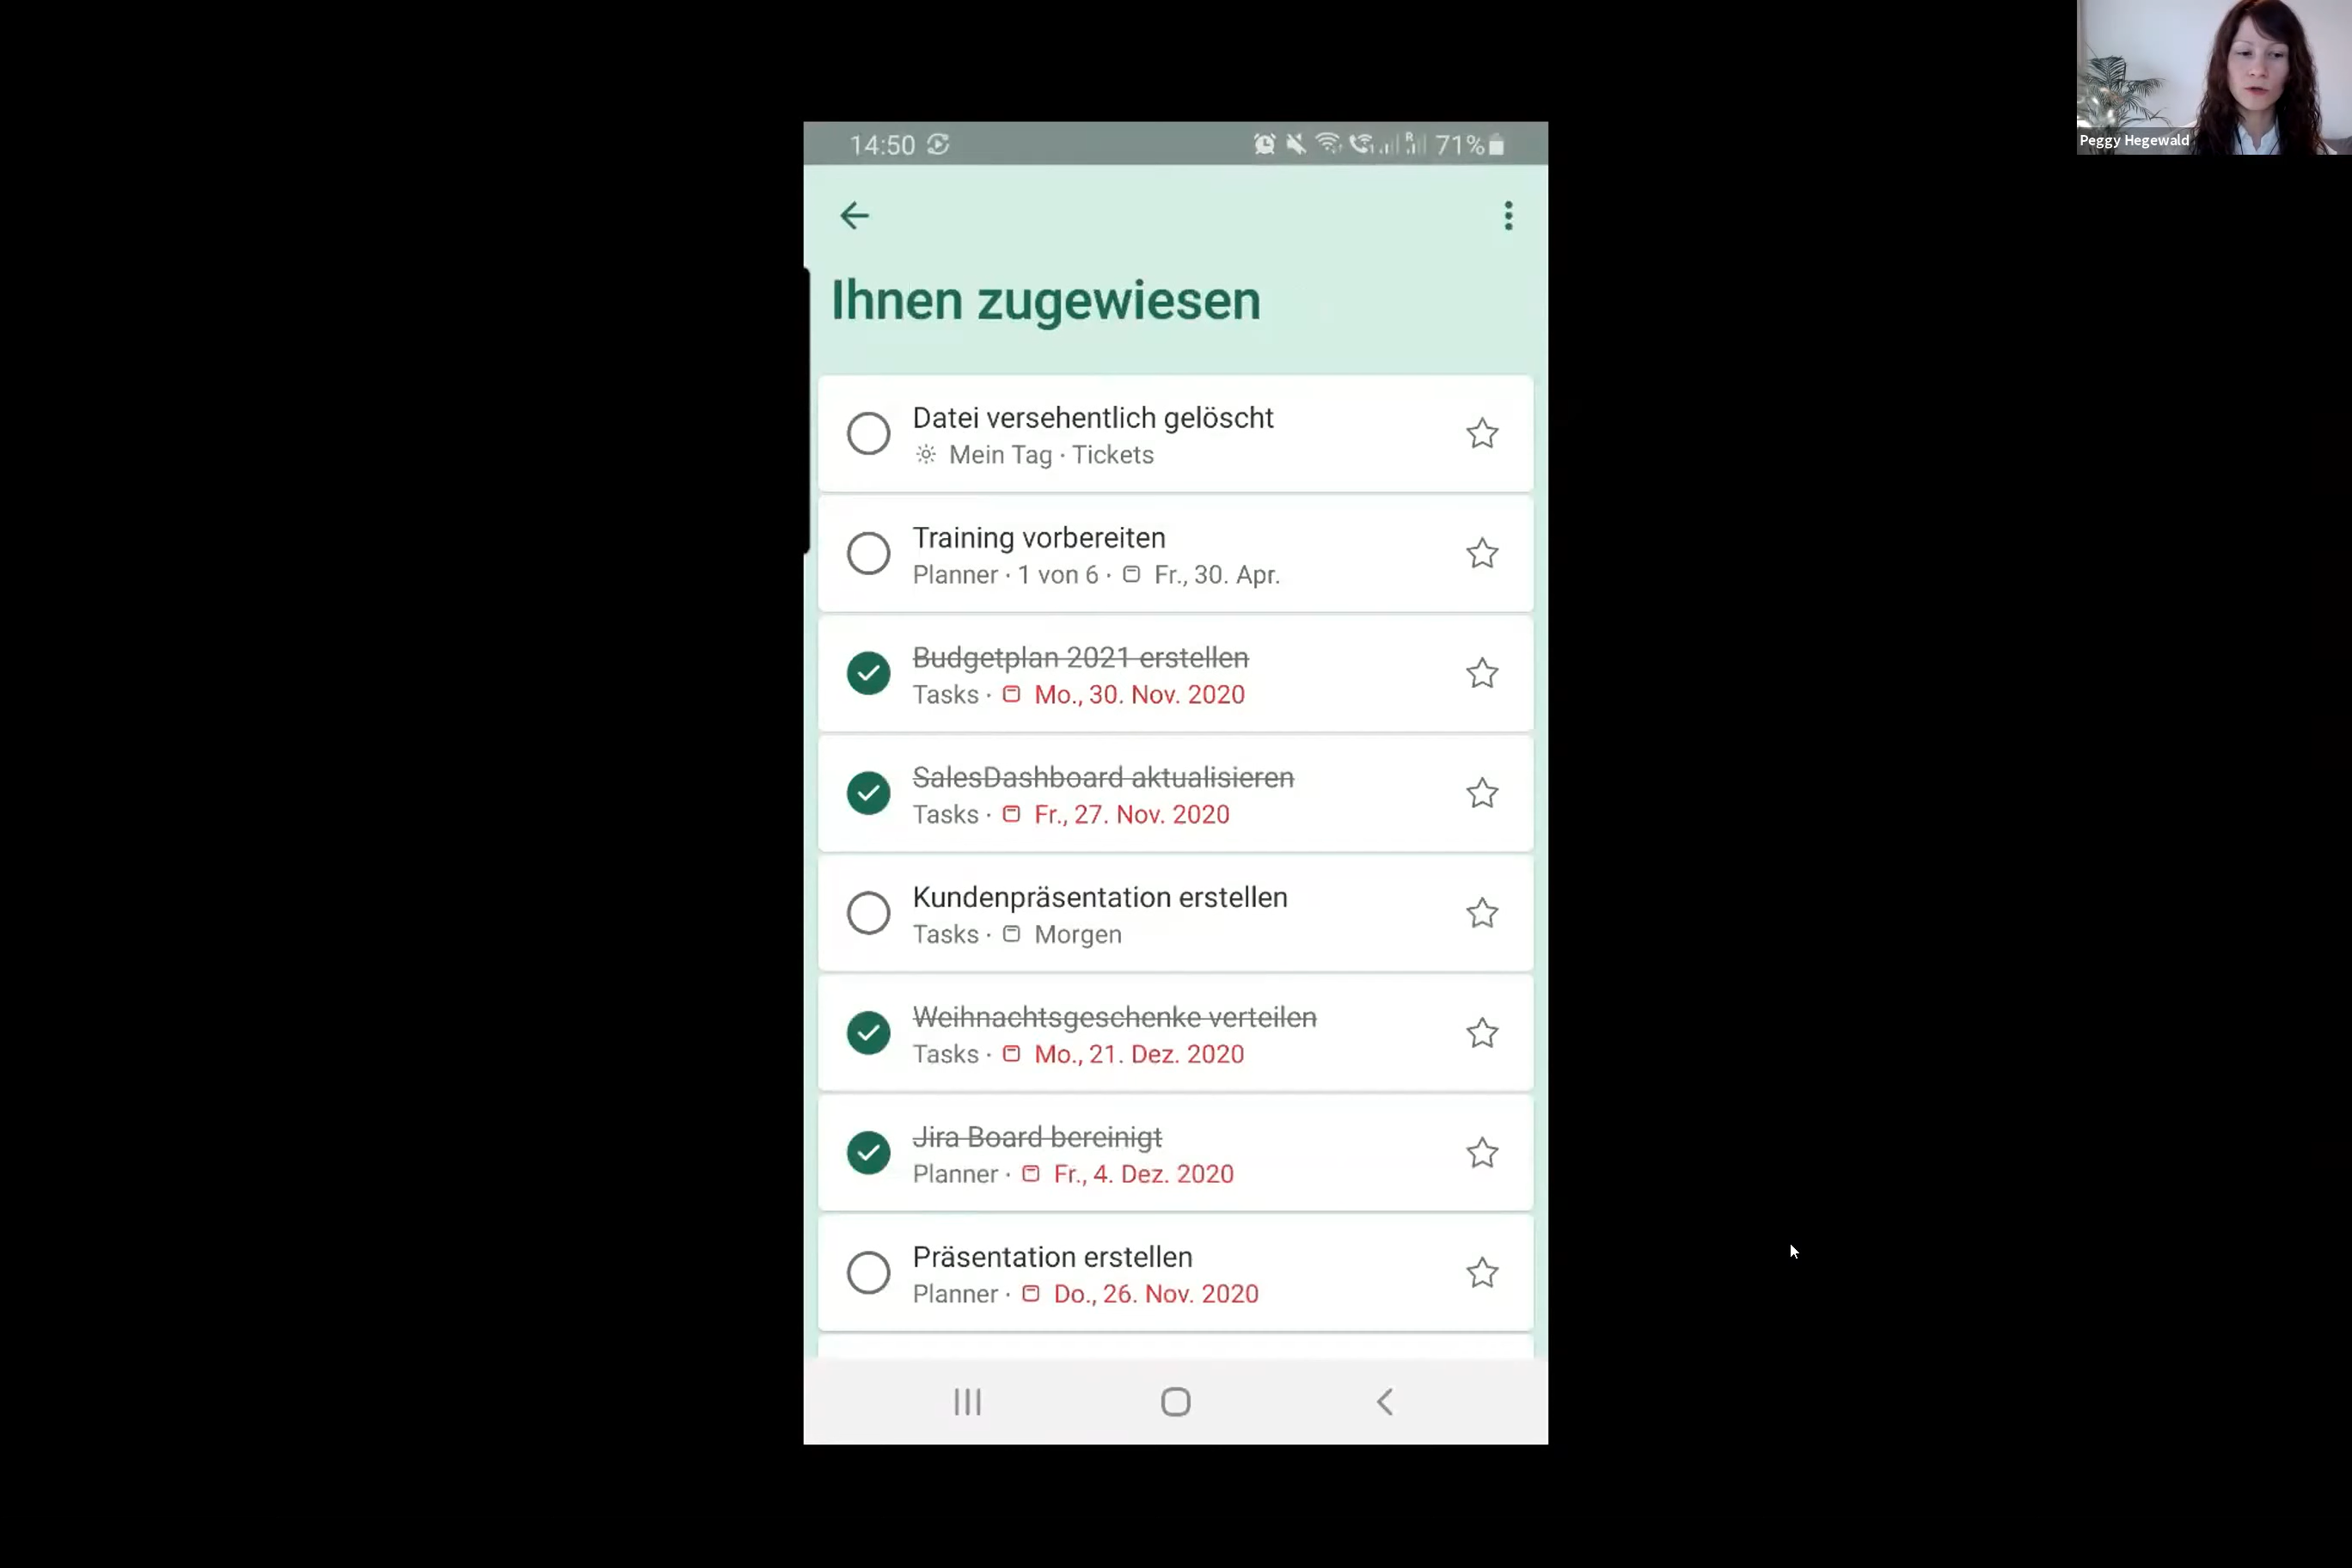 14:50
71%
Peggy Hegewald
Ihnen zugewiesen
Datei versehentlich gelöscht
Mein Tag · Tickets
Training vorbereiten
Planner · 1 von 6 · Fr., 30. Apr.
Budgetplan 2021 erstellen
Tasks · Mo., 30. Nov. 2020
SalesDashboard aktualisieren
Tasks · Fr., 27. Nov. 2020
Kundenpräsentation erstellen
Tasks · Morgen
Weihnachtsgeschenke verteilen
Tasks · Mo., 21. Dez. 2020
Jira Board bereinigt
Planner · Fr., 4. Dez. 2020
Präsentation erstellen
Planner · Do., 26. Nov. 2020